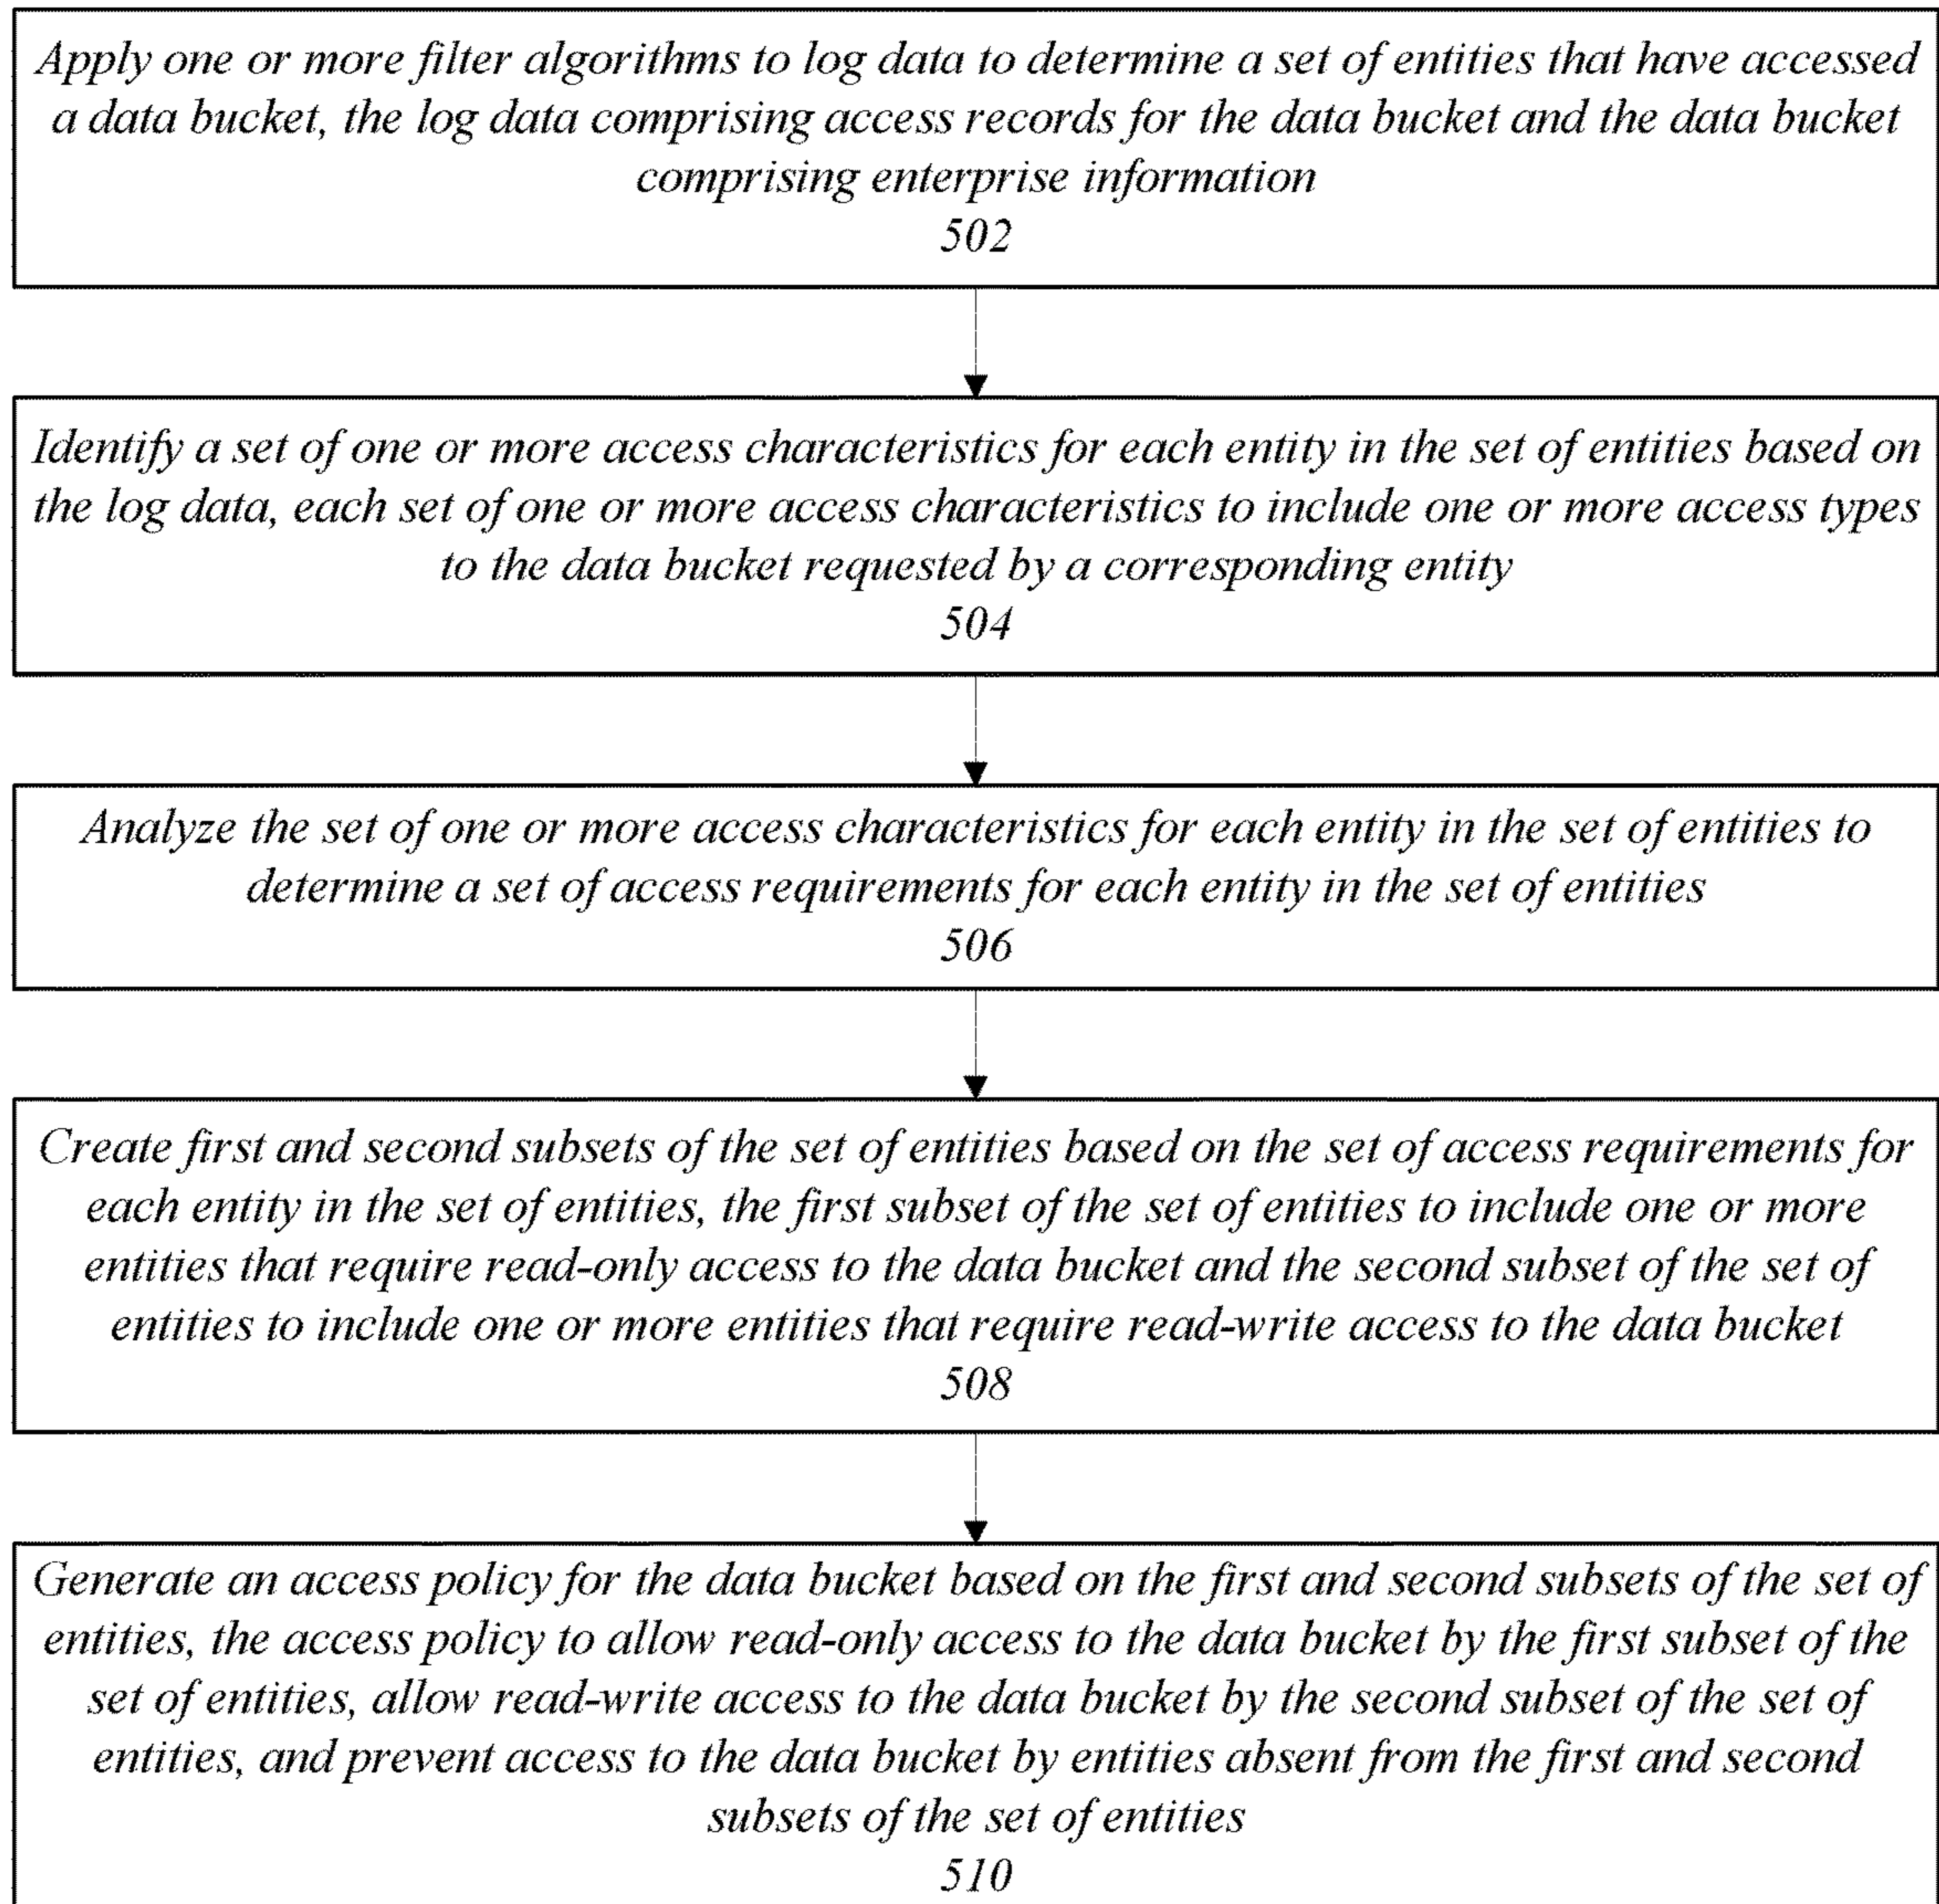 Apply one or more filter algorithms to log data to determine a set of entities that have accessed
a data bucket, the log data comprising access records for the data bucket and the data bucket
comprising enterprise information
502
Identify a set of one or more access characteristics for each entity in the set of entities based on
the log data, each set of one or more access characteristics to include one or more access types
to the data bucket requested by a corresponding entity
504
Analyze the set of one or more access characteristics for each entity in the set of entities to
determine a set of access requirements for each entity in the set of entities
506
Create first and second subsets of the set of entities based on the set of access requirements for
each entity in the set of entities, the first subset of the set of entities to include one or more
entities that require read-only access to the data bucket and the second subset of the set of
entities to include one or more entities that require read-write access to the data bucket
508
Generate an access policy for the data bucket based on the first and second subsets of the set of
entities, the access policy to allow read-only access to the data bucket by the first subset of the
set of entities, allow read-write access to the data bucket by the second subset of the set of
entities, and prevent access to the data bucket by entities absent from the first and second
subsets of the set of entities
510